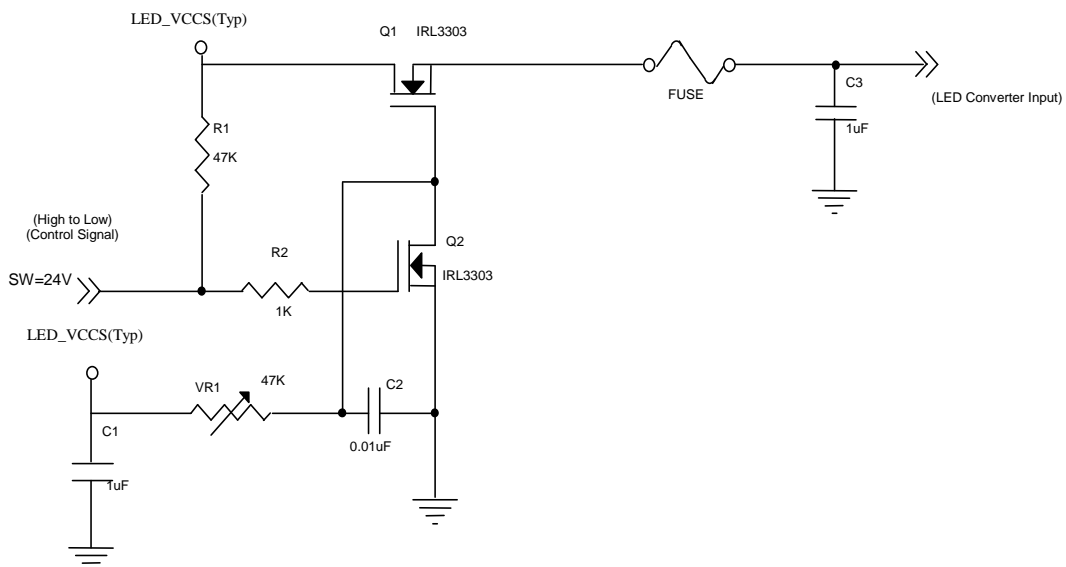 LED_VCCS(Typ)
Q1 IRL3303
R1
47K
FUSE
C3
1uF
(LED Converter Input)
(High to Low)
(Control Signal)
SW=24V
R2
1K
Q2
IRL3303
LED_VCCS(Typ)
VR1
47K
C2
0.01uF
C1
1uF